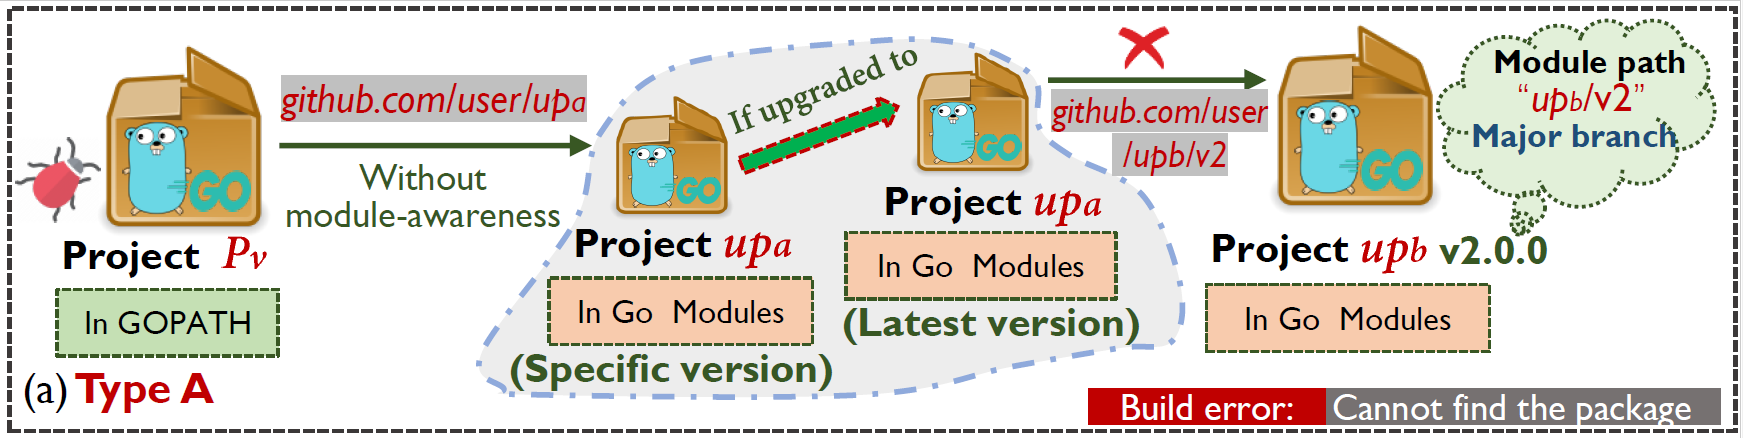 github.com/user/upa
Without
module-awareness
GO
Project Pv
In GOPATH
(a) Type A
GO
Project upa
In Go Modules
(Specific version)
If upgraded to
GO
Project upa
In Go Modules
(Latest version)
github.com/user
/upb/v2
GO
Project upb v2.0.0
In Go Modules
Module path
“upb/v2”
Major branch
Build error: Cannot find the package